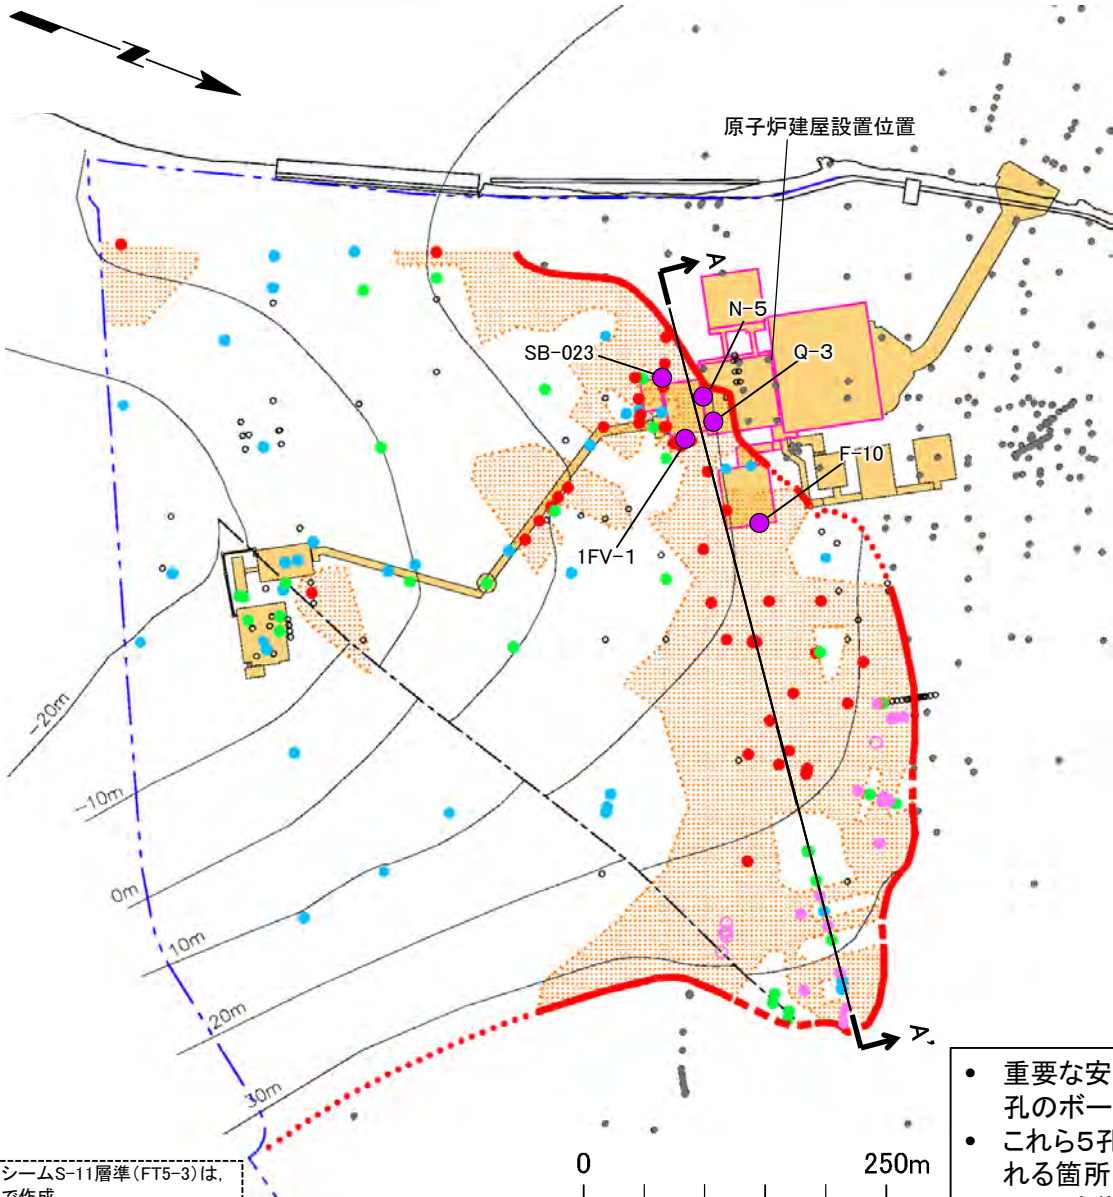 原子炉建屋設置位置
A
N-5
SB-023
Q-3
F-10
1FV-1
-20m
-10m
0m
10m
20m
30m
A'
シームS-11層準(FT5-3)は,
で作成
0 250m
• 重要な安
孔のボー
• これら5孔
れる箇所